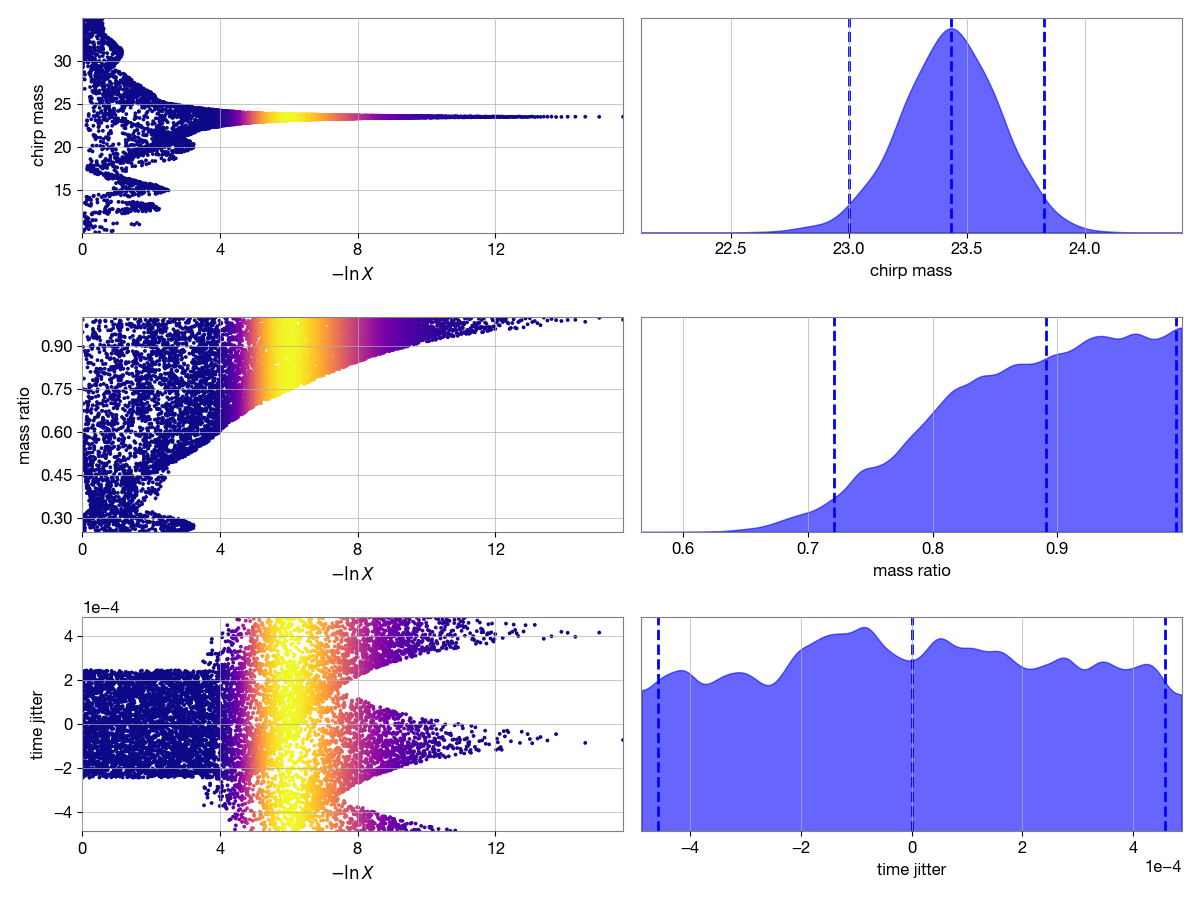 30
25
20
15
chirp mass
0 4 8 12
−ln X
22.5 23.0 23.5 24.0
chirp mass
0.90
0.75
0.60
0.45
0.30
mass ratio
0 4 8 12
−ln X
0.6 0.7 0.8 0.9
mass ratio
1e−4
4
2
0
−2
−4
time jitter
0 4 8 12
−ln X
−4 −2 0 2 4
1e−4
time jitter